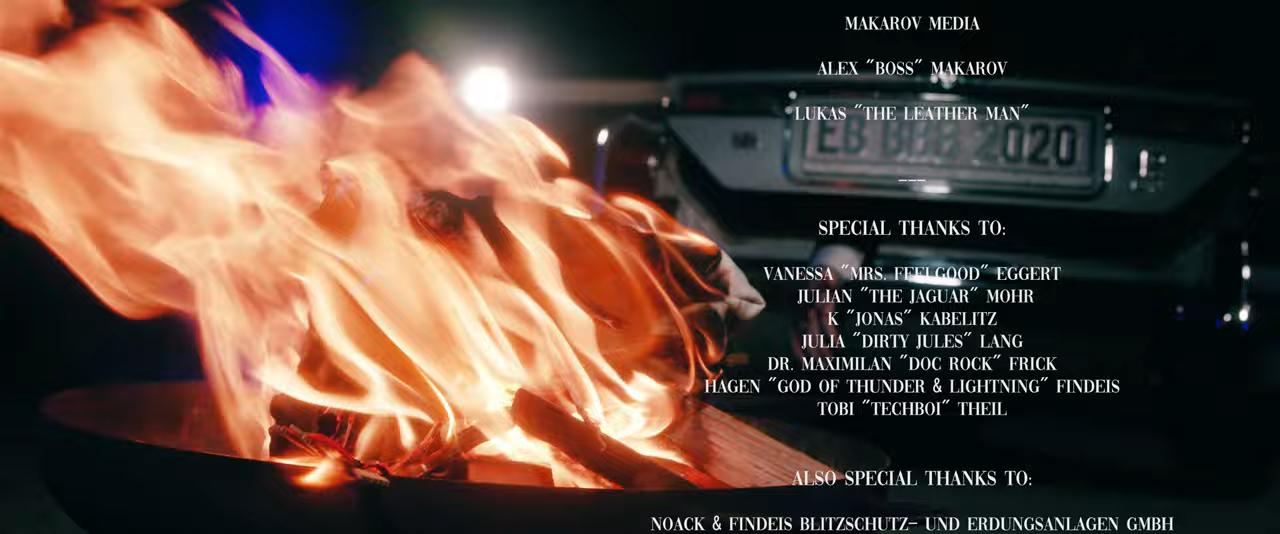 MAKAROV MEDIA
ALEX "BOSS" MAKAROV
LUKAS "THE LEATHER MAN"
EB BBB 2020
___
SPECIAL THANKS TO:
VANESSA "MRS. FEELGOOD" EGGERT
JULIAN "THE JAGUAR" MOHR
K "JONAS" KABELITZ
JULIA "DIRTY JULES" LANG
DR. MAXIMILAN "DOC ROCK" FRICK
HAGEN "GOD OF THUNDER & LIGHTNING" FINDEIS
TOBI "TECHBOI" THEIL
ALSO SPECIAL THANKS TO:
NOACK & FINDEIS BLITZSCHUTZ- UND ERDUNGSANLAGEN GMBH